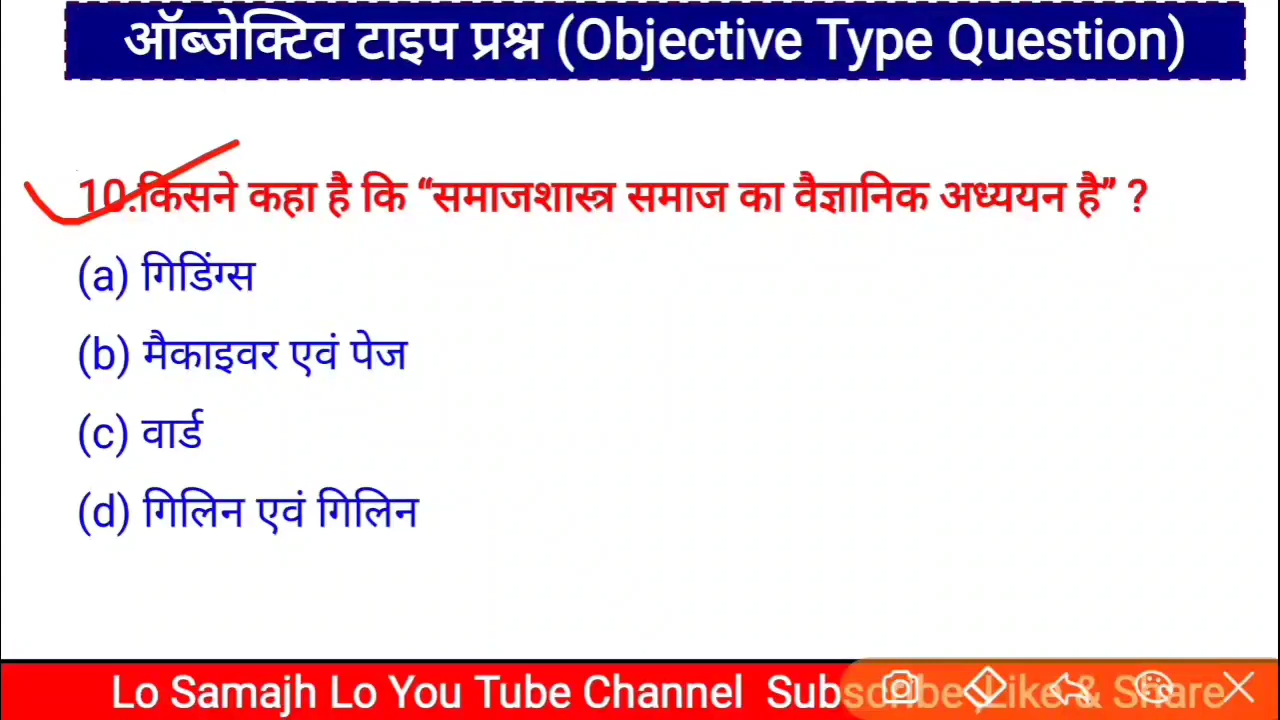 ऑब्जेक्टिव टाइप प्रश्न (Objective Type Question)
10.किसने कहा है कि “समाजशास्त्र समाज का वैज्ञानिक अध्ययन है” ?
(a) गिडिंग्स
(b) मैकाइवर एवं पेज
(c) वार्ड
(d) गिलिन एवं गिलिन
Lo Samajh Lo You Tube Channel Subscribe ,Like & Share